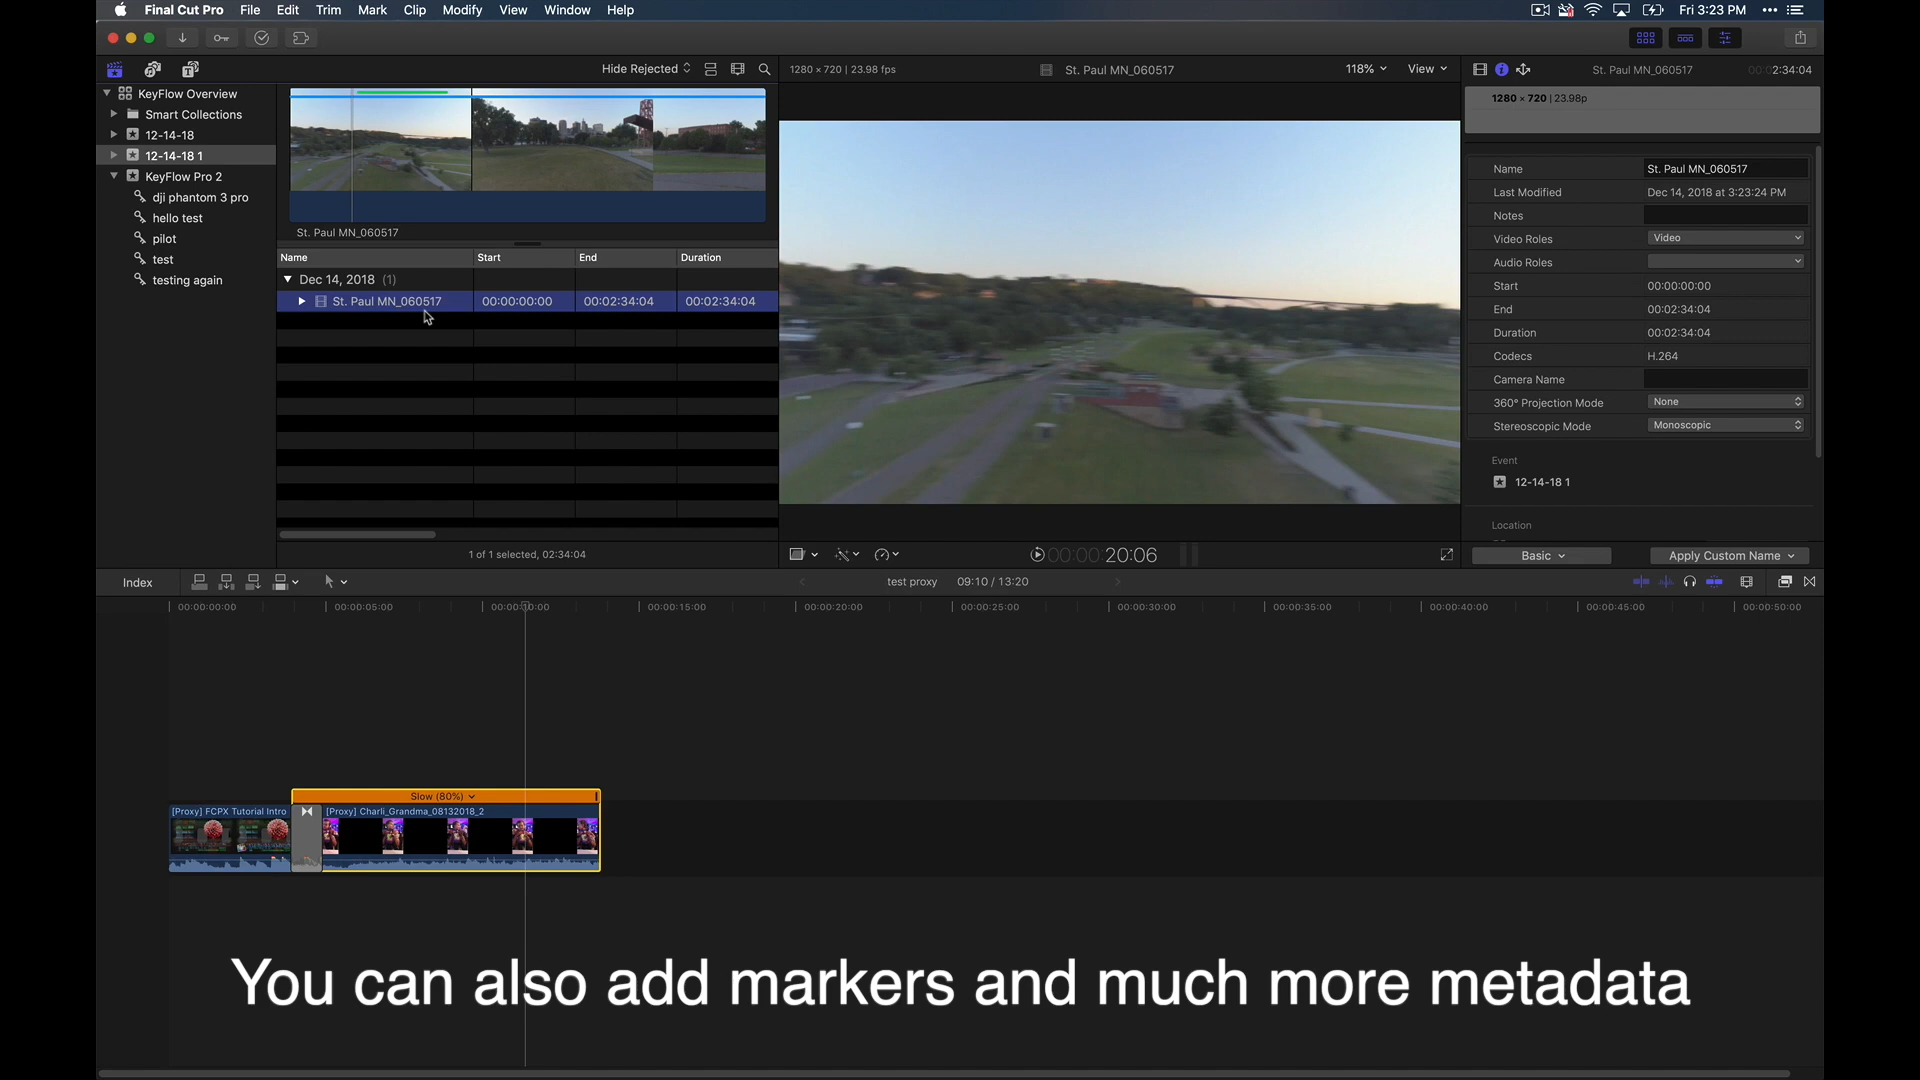 Final Cut Pro File Edit Trim Mark Clip Modify View Window Help Fri 3:23 PM
Hide Rejected 1280 × 720 | 23.98 fps St. Paul MN_060517 118% View St. Paul MN_060517 2:34:04
KeyFlow Overview
Smart Collections
12-14-18
12-14-18 1
KeyFlow Pro 2
dji phantom 3 pro
hello test
pilot
test
testing again
St. Paul MN_060517
Name Start End Duration
Dec 14, 2018 (1)
St. Paul MN_060517 00:00:00:00 00:02:34:04 00:02:34:04
1 of 1 selected, 02:34:04
00:00:00:20:06
1280 × 720 | 23.98p
Name St. Paul MN_060517
Last Modified Dec 14, 2018 at 3:23:24 PM
Notes
Video Roles Video
Audio Roles
Start 00:00:00:00
End 00:02:34:04
Duration 00:02:34:04
Codecs H.264
Camera Name
360° Projection Mode None
Stereoscopic Mode Monoscopic
Event
12-14-18 1
Location
Basic Apply Custom Name
Index test proxy 09:10 / 13:20
00:00:00:00 00:00:05:00 00:00:10:00 00:00:15:00 00:00:20:00 00:00:25:00 00:00:30:00 00:00:35:00 00:00:40:00 00:00:45:00 00:00:50:00
Slow (80%)
[Proxy] FCPX Tutorial Intro [Proxy] Charli_Grandma_08132018_2
You can also add markers and much more metadata